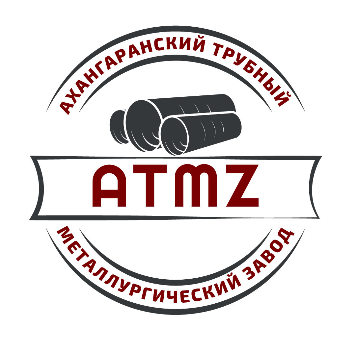 АХАНГАРАНСКИЙ ТРУБНЫЙ
ATMZ
МЕТАЛЛУРГИЧЕСКИЙ ЗАВОД